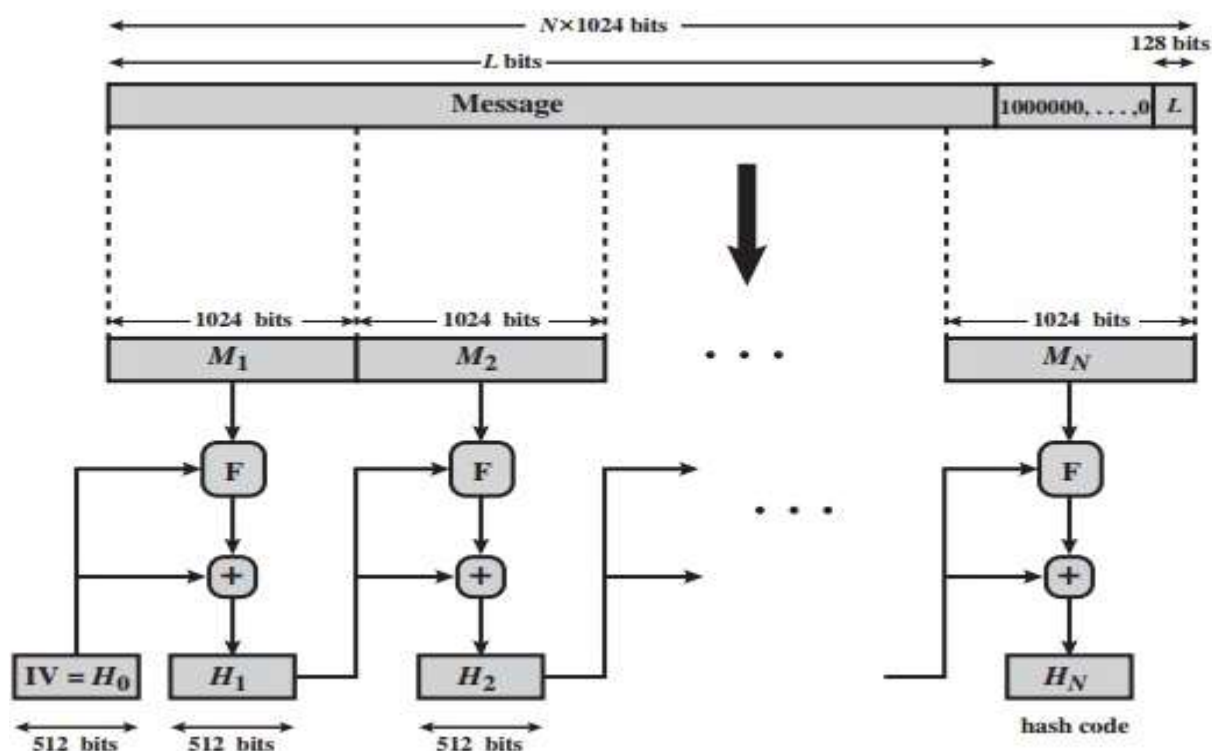 N×1024 bits
128 bits
L bits
Message 1000000, . . . ,0 L
1024 bits 1024 bits 1024 bits
M1 M2 • • • MN
F F F
• • •
+ + +
IV = H0 H1 H2 HN
hash code
512 bits 512 bits 512 bits